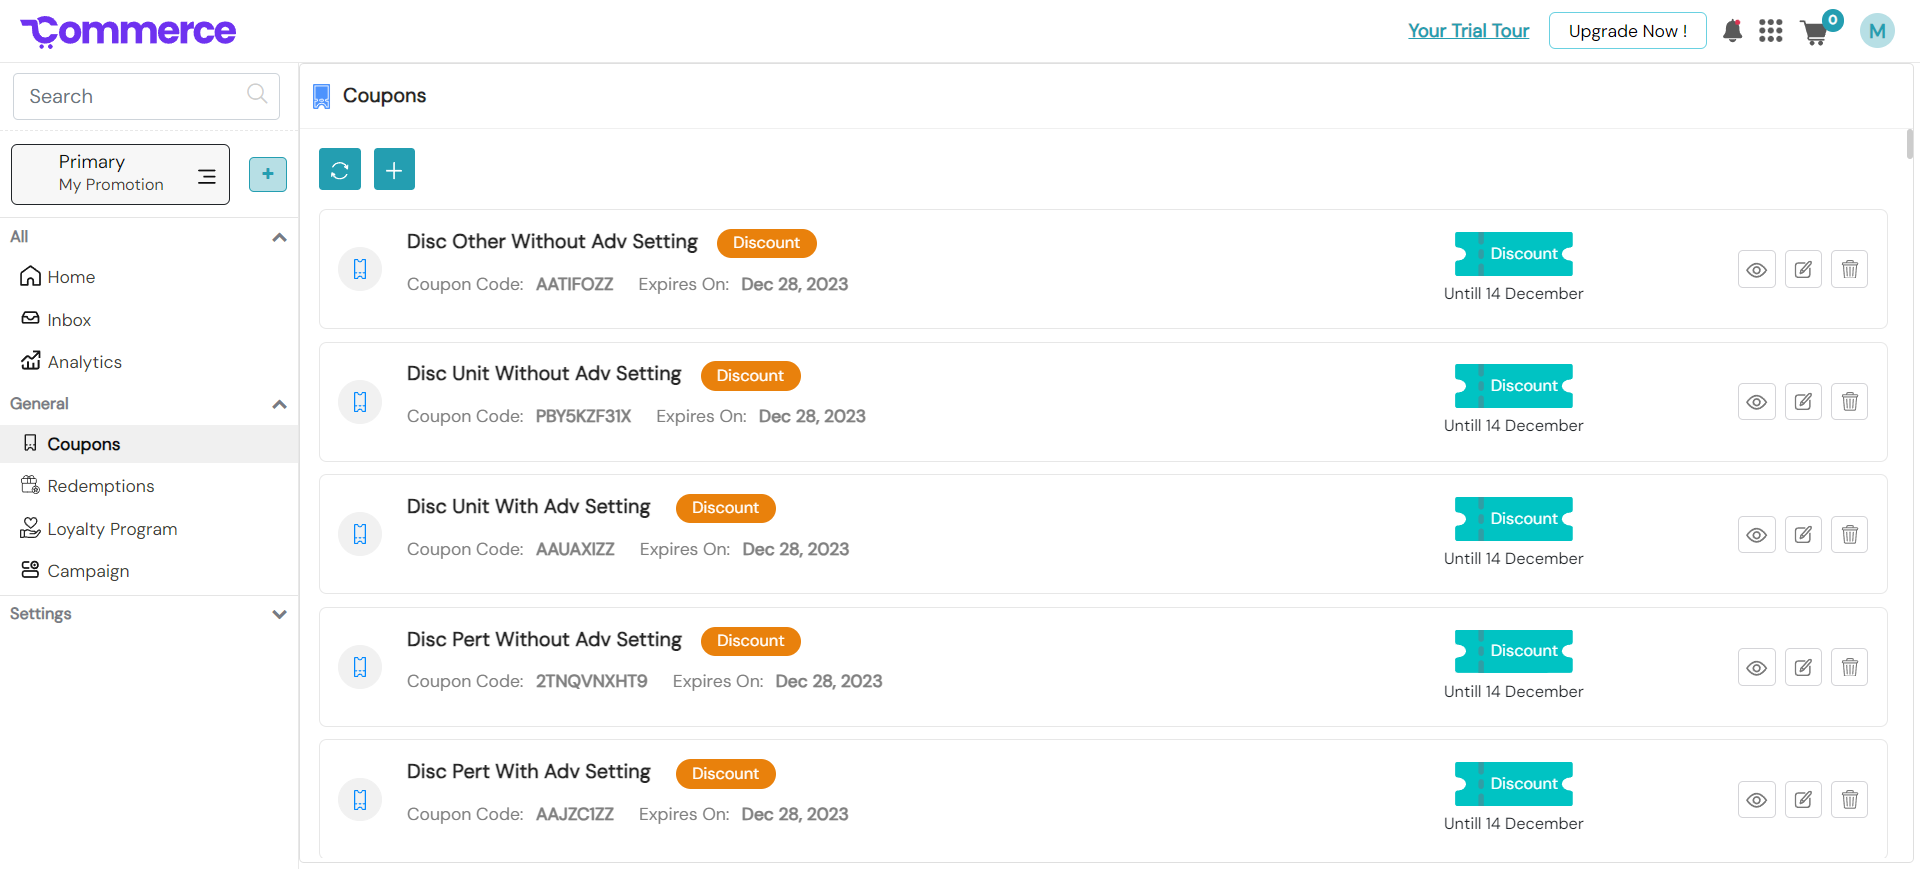 Commerce
Your Trial Tour
Upgrade Now !
0
M
Search
Coupons
Primary
My Promotion
All
Home
Inbox
Analytics
General
Coupons
Redemptions
Loyalty Program
Campaign
Settings
Disc Other Without Adv Setting Discount
Coupon Code: AATIFOZZ Expires On: Dec 28, 2023
Discount
Untill 14 December
Disc Unit Without Adv Setting Discount
Coupon Code: PBY5KZF31X Expires On: Dec 28, 2023
Discount
Untill 14 December
Disc Unit With Adv Setting Discount
Coupon Code: AAUAXIZZ Expires On: Dec 28, 2023
Discount
Untill 14 December
Disc Pert Without Adv Setting Discount
Coupon Code: 2TNQVNXHT9 Expires On: Dec 28, 2023
Discount
Untill 14 December
Disc Pert With Adv Setting Discount
Coupon Code: AAJZC1ZZ Expires On: Dec 28, 2023
Discount
Untill 14 December